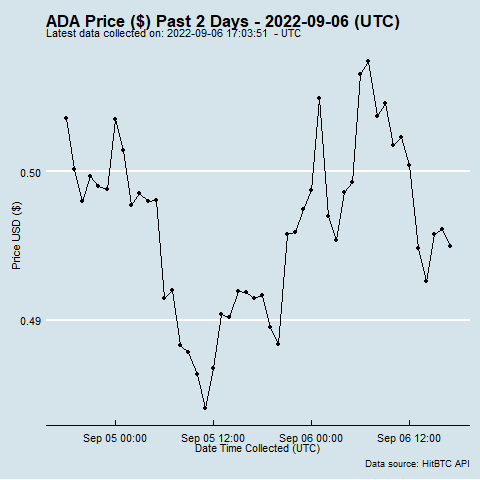 ADA Price ($) Past 2 Days - 2022-09-06 (UTC)
Latest data collected on: 2022-09-06 17:03:51 - UTC
0.50
0.49
Price USD ($)
Sep 05 00:00
Sep 05 12:00
Sep 06 00:00
Sep 06 12:00
Date Time Collected (UTC)
Data source: HitBTC API